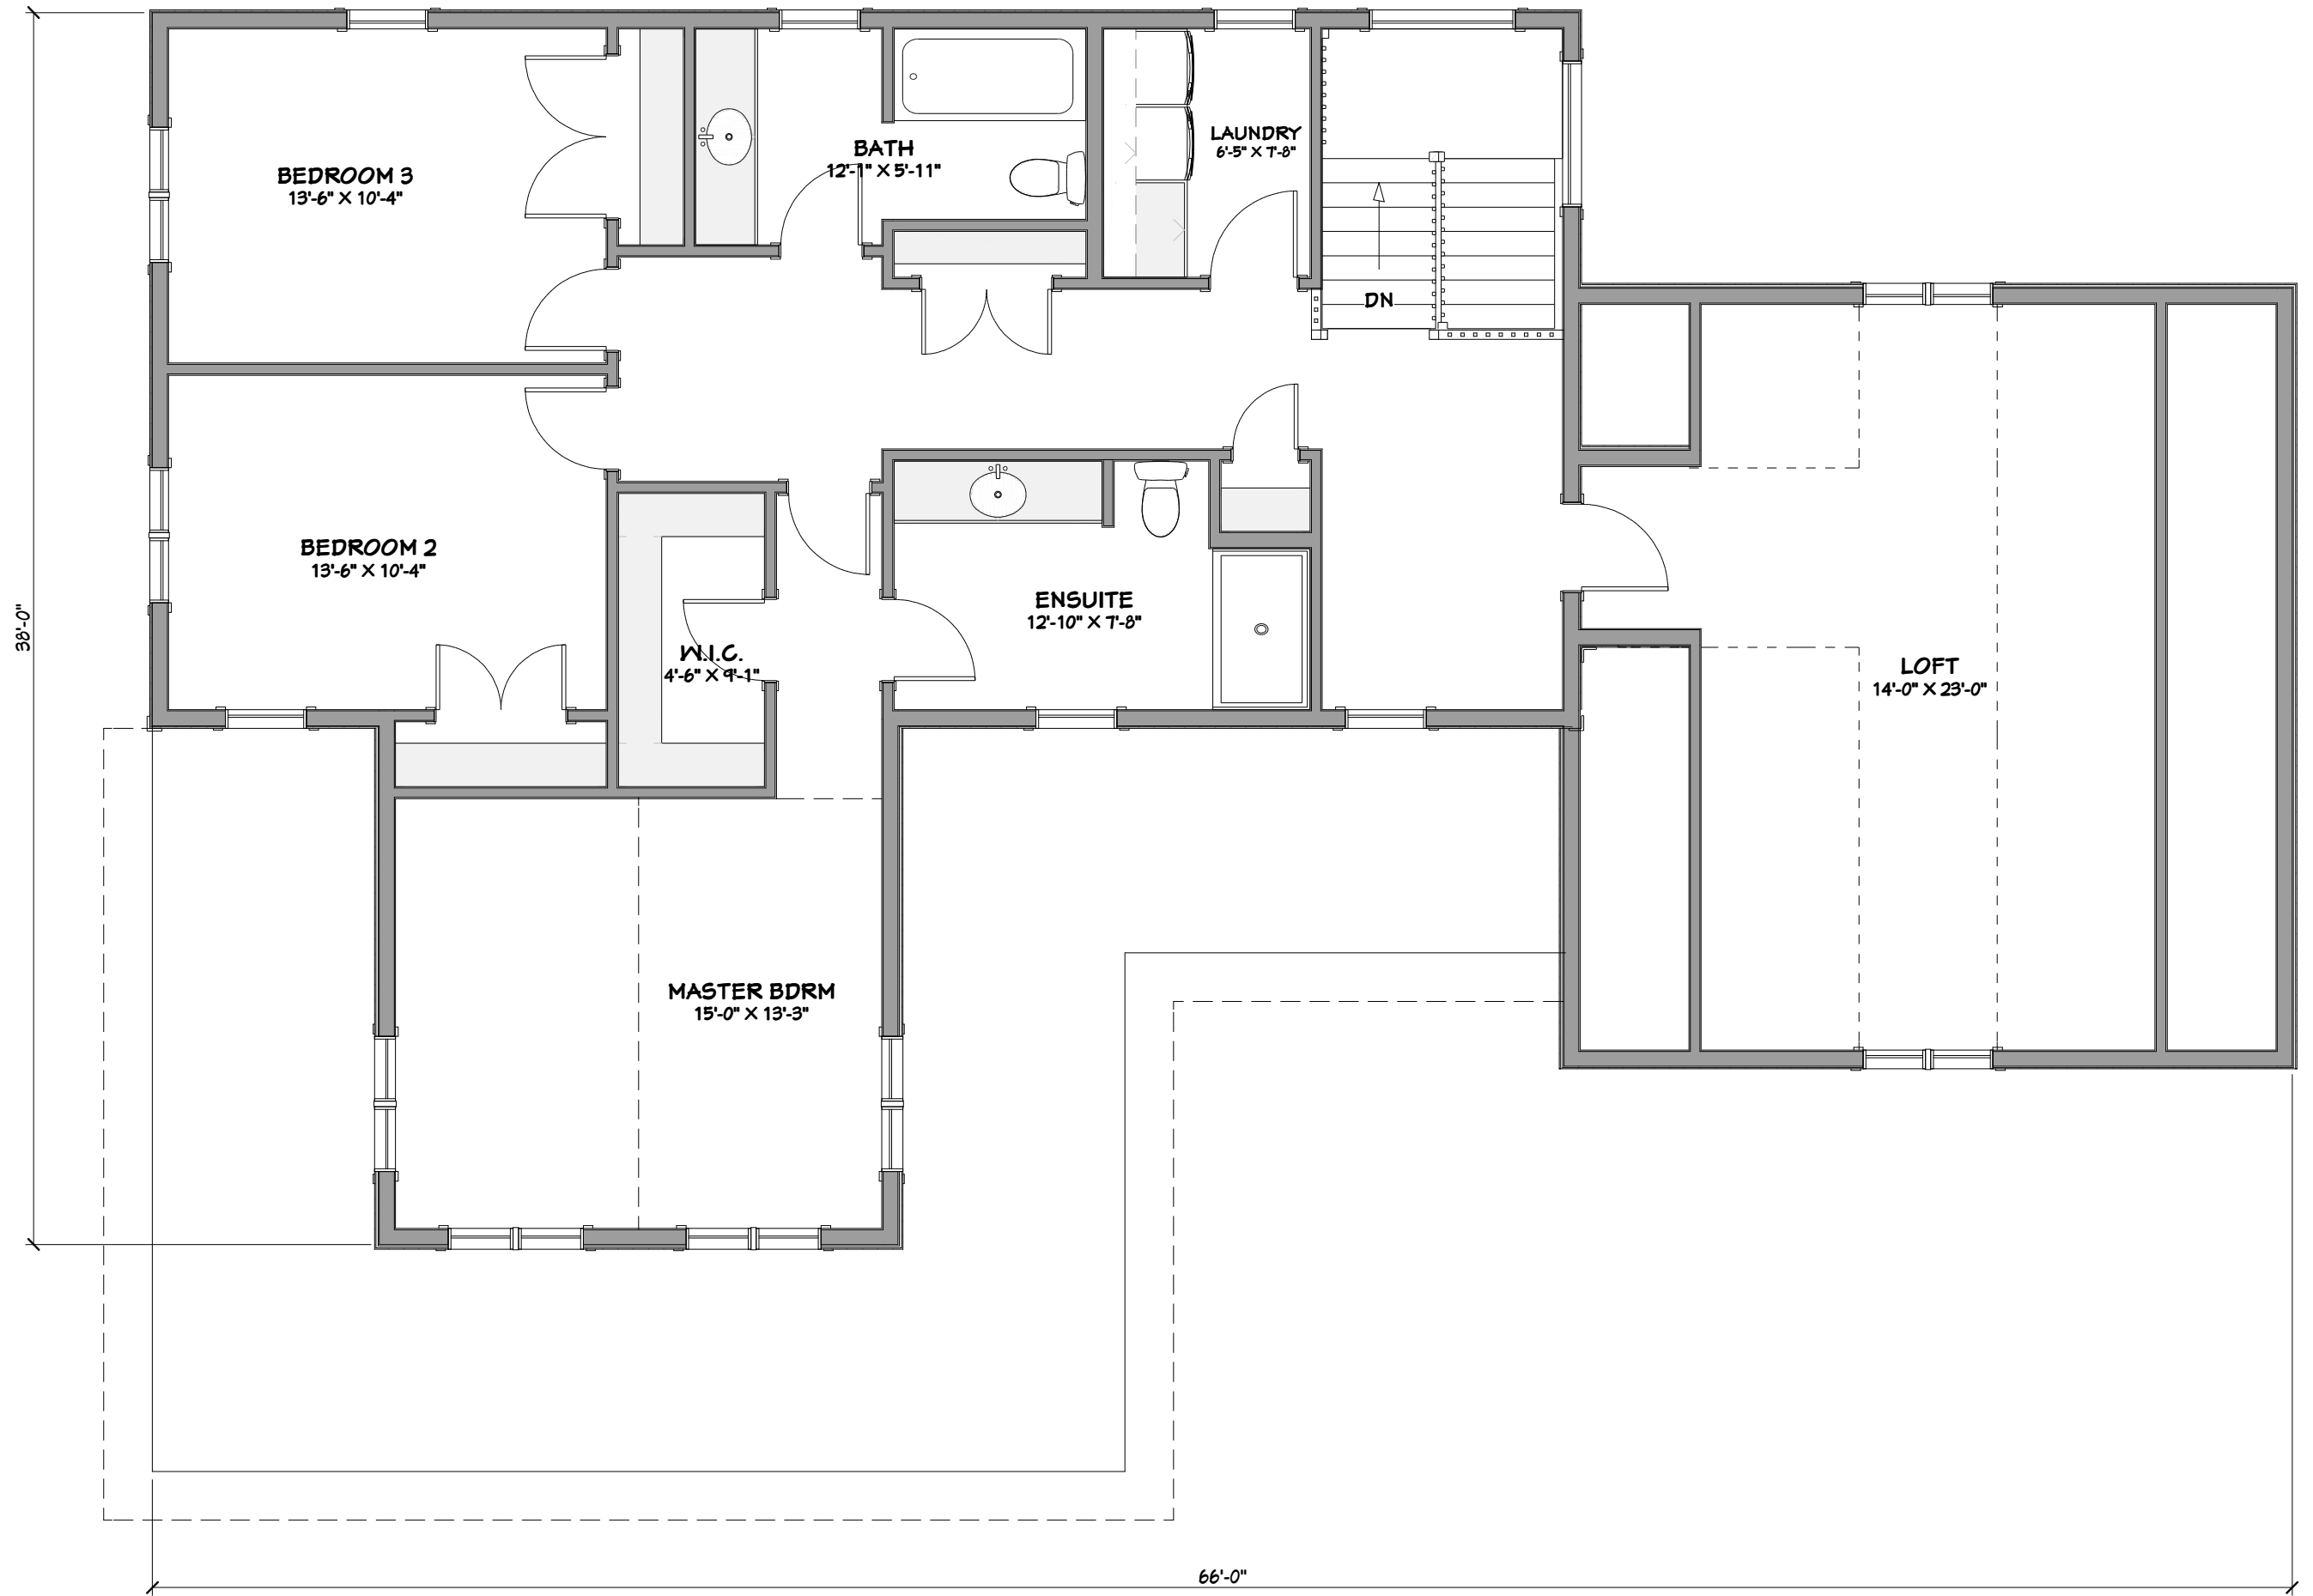 BEDROOM 3
13'-6" X 10'-4"
BATH
12'-1" X 5'-11"
LAUNDRY
6'-5" X 7'-8"
DN
BEDROOM 2
13'-6" X 10'-4"
W.I.C.
4'-6" X 9'-1"
ENSUITE
12'-10" X 7'-8"
LOFT
14'-0" X 23'-0"
MASTER BDRM
15'-0" X 13'-3"
38'-0"
66'-0"